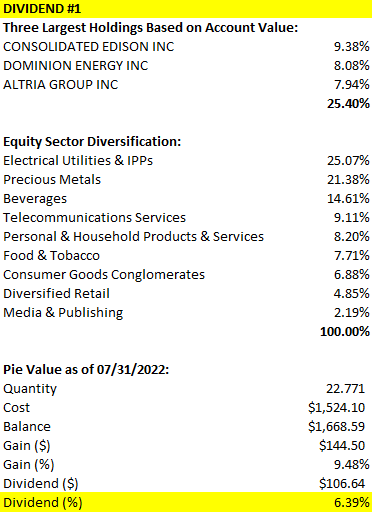 DIVIDEND #1
Three Largest Holdings Based on Account Value:
CONSOLIDATED EDISON INC 9.38%
DOMINION ENERGY INC 8.08%
ALTRIA GROUP INC 7.94%
25.40%
Equity Sector Diversification:
Electrical Utilities & IPPs 25.07%
Precious Metals 21.38%
Beverages 14.61%
Telecommunications Services 9.11%
Personal & Household Products & Services 8.20%
Food & Tobacco 7.71%
Consumer Goods Conglomerates 6.88%
Diversified Retail 4.85%
Media & Publishing 2.19%
100.00%
Pie Value as of 07/31/2022:
Quantity 22.771
Cost $1,524.10
Balance $1,668.59
Gain ($) $144.50
Gain (%) 9.48%
Dividend ($) $106.64
Dividend (%) 6.39%